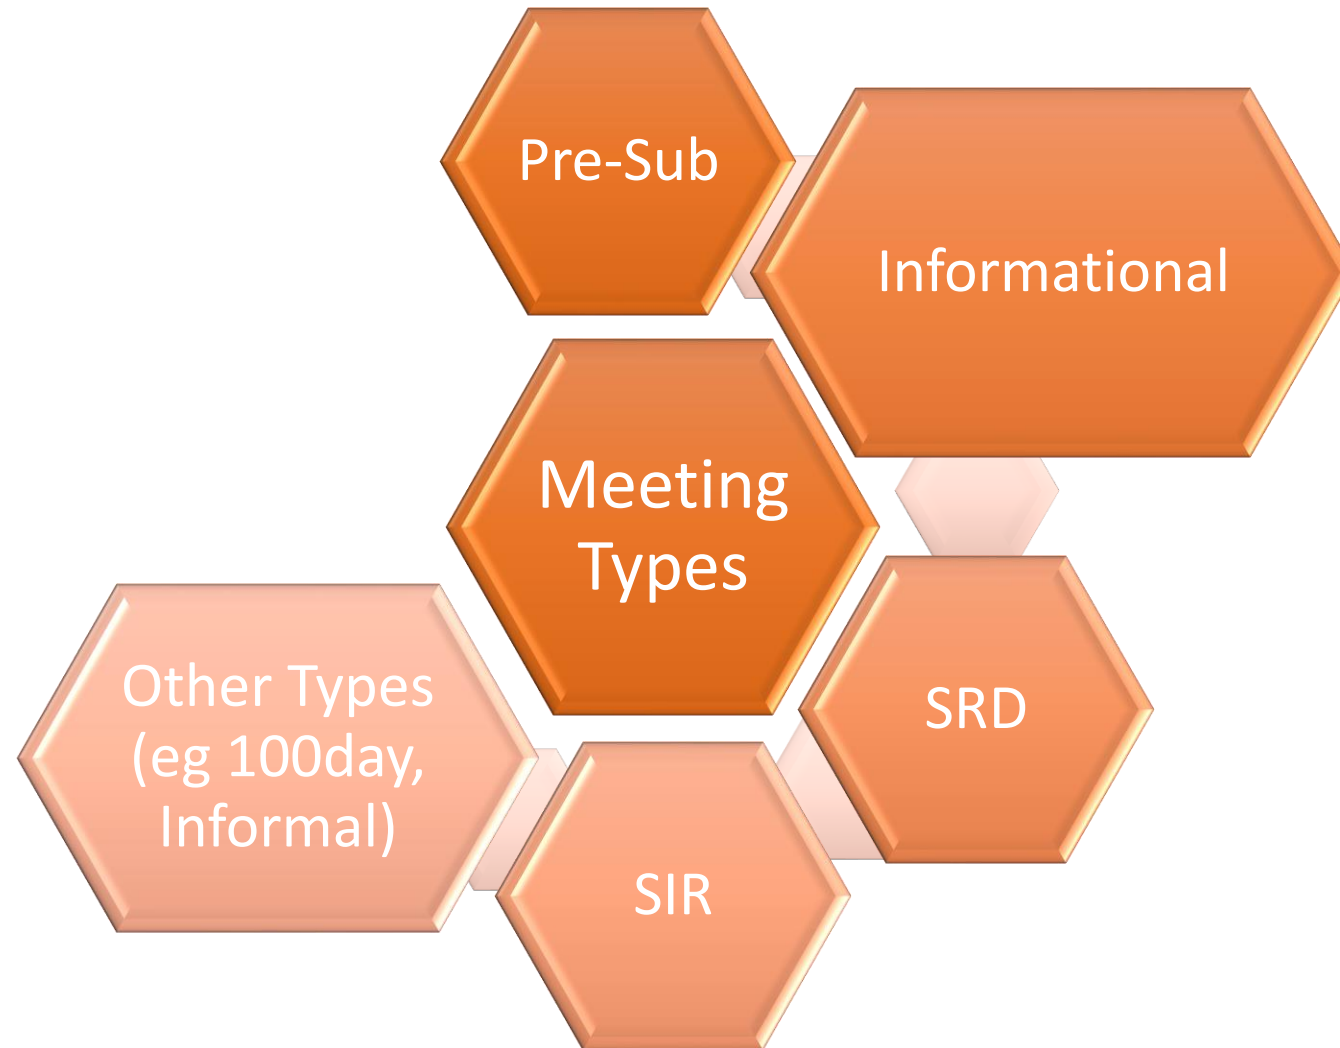 Pre-Sub
Informational
Meeting
Types
SRD
SIR
Other Types
(eg 100day,
Informal)